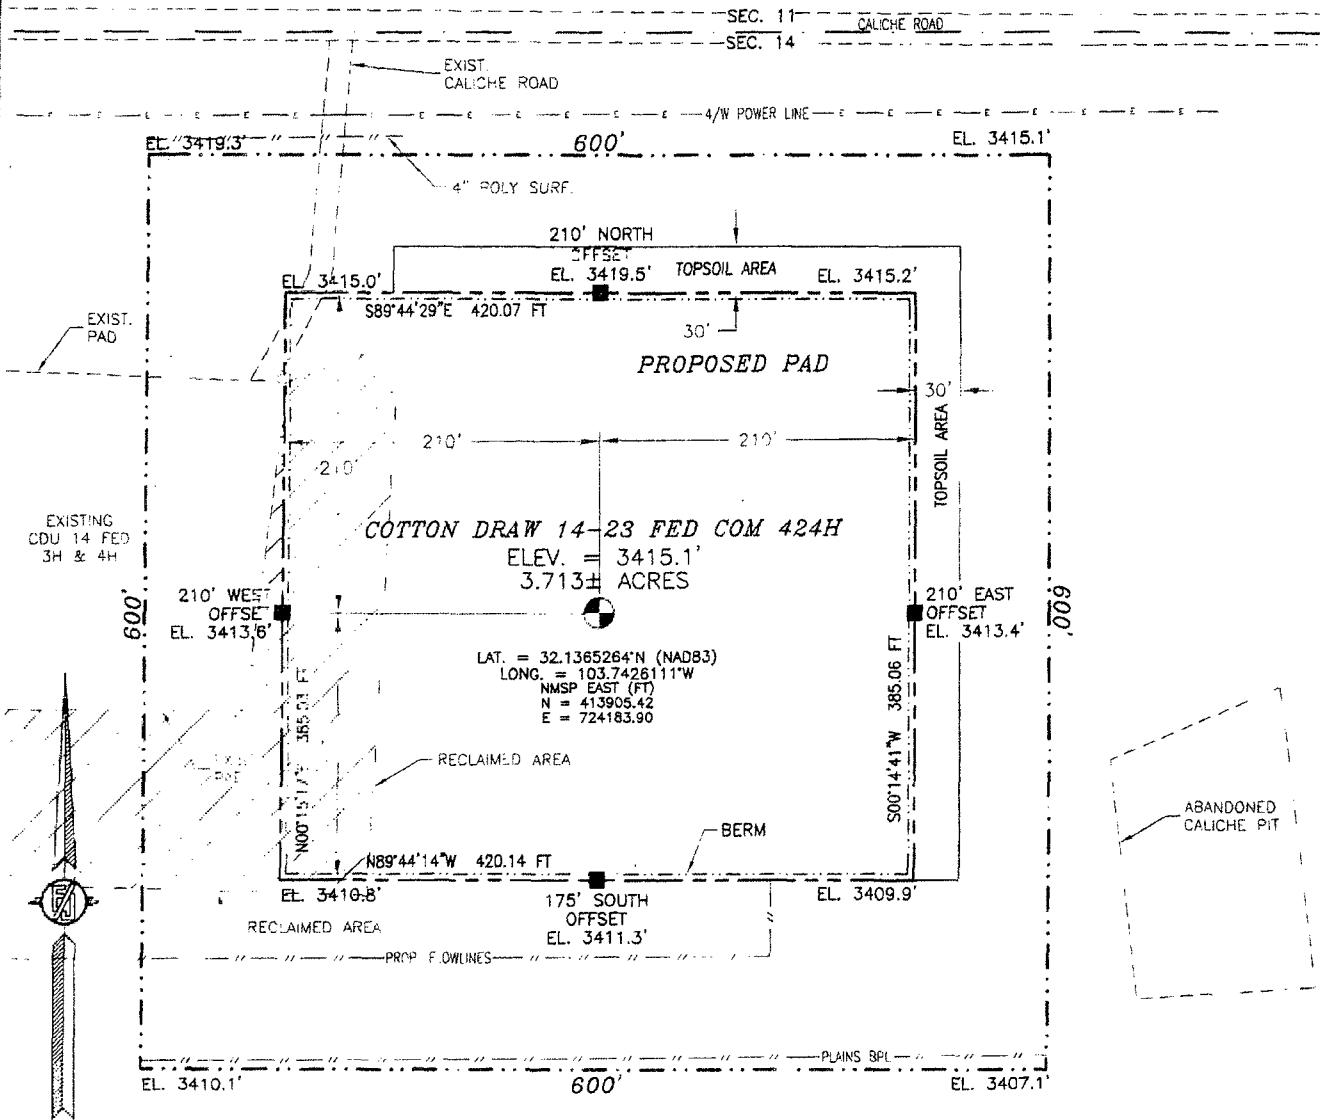 SEC. 11
CALICHE ROAD
SEC. 14
EXIST.
CALICHE ROAD
4/W POWER LINE
EL. 3419.3'
600'
EL. 3415.1'
4" POLY SURF.
210' NORTH
OFFSET
EL. 3419.5'
TOPSOIL AREA
EL. 3415.0'
EL. 3415.2'
S89°44'29"E 420.07 FT
30'
EXIST.
PAD
PROPOSED PAD
30'
TOPSOIL AREA
210'
210'
210'
EXISTING
CDU 14 FED
3H & 4H
COTTON DRAW 14-23 FED COM 424H
ELEV. = 3415.1'
3.713± ACRES
600'
210' WEST
OFFSET
EL. 3413.6'
210' EAST
OFFSET
EL. 3413.4'
600'
LAT. = 32.1365264°N (NAD83)
LONG. = 103.7426111°W
NMSP EAST (FT)
N = 413905.42
E = 724183.90
S00°14'41"W 385.06 FT
RECLAIMED AREA
ABANDONED
CALICHE PIT
BERM
N89°44'14"W 420.14 FT
EL. 3410.8'
175' SOUTH
OFFSET
EL. 3411.3'
EL. 3409.9'
RECLAIMED AREA
PROP. FLOWLINES
PLAINS BPL
EL. 3410.1'
600'
EL. 3407.1'